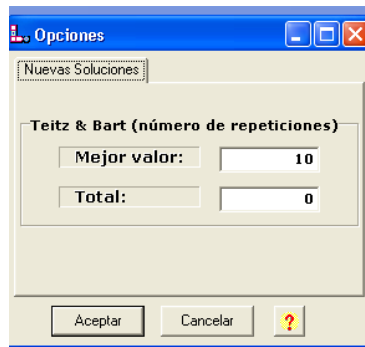 Opciones
Nuevas Soluciones
Teitz & Bart (número de repeticiones)
Mejor valor: 10
Total: 0
Aceptar Cancelar ?